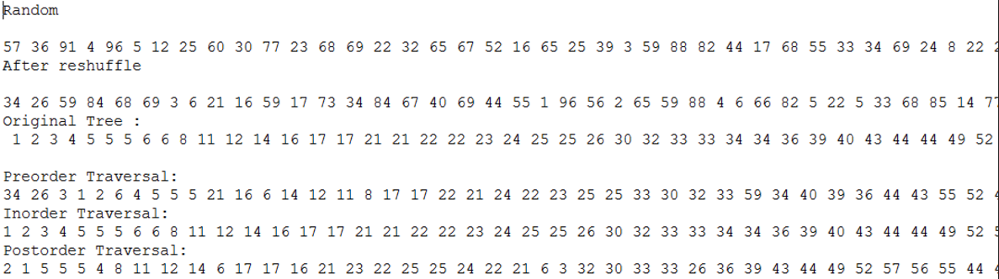 Random
57 36 91 4 96 5 12 25 60 30 77 23 68 69 22 32 65 67 52 16 65 25 39 3 59 88 82 44 17 68 55 33 34 69 24 8 22
After reshuffle
34 26 59 84 68 69 3 6 21 16 59 17 73 34 84 67 40 69 44 55 1 96 56 2 65 59 88 4 6 66 82 5 22 5 33 68 85 14 77
Original Tree :
1 2 3 4 5 5 5 6 6 8 11 12 14 16 17 17 21 21 22 22 23 24 25 25 26 30 32 33 33 34 34 36 39 40 43 44 44 49 52
Preorder Traversal:
34 26 3 1 2 6 4 5 5 5 21 16 6 14 12 11 8 17 17 22 21 24 22 23 25 25 33 30 32 33 59 34 40 39 36 44 43 55 52
Inorder Traversal:
1 2 3 4 5 5 5 6 6 8 11 12 14 16 17 17 21 21 22 22 23 24 25 25 26 30 32 33 33 34 34 36 39 40 43 44 44 49 52
Postorder Traversal:
2 1 5 5 5 4 8 11 12 14 6 17 17 16 21 23 22 25 25 24 22 21 6 3 32 30 33 33 26 36 39 43 44 49 52 57 56 55 44